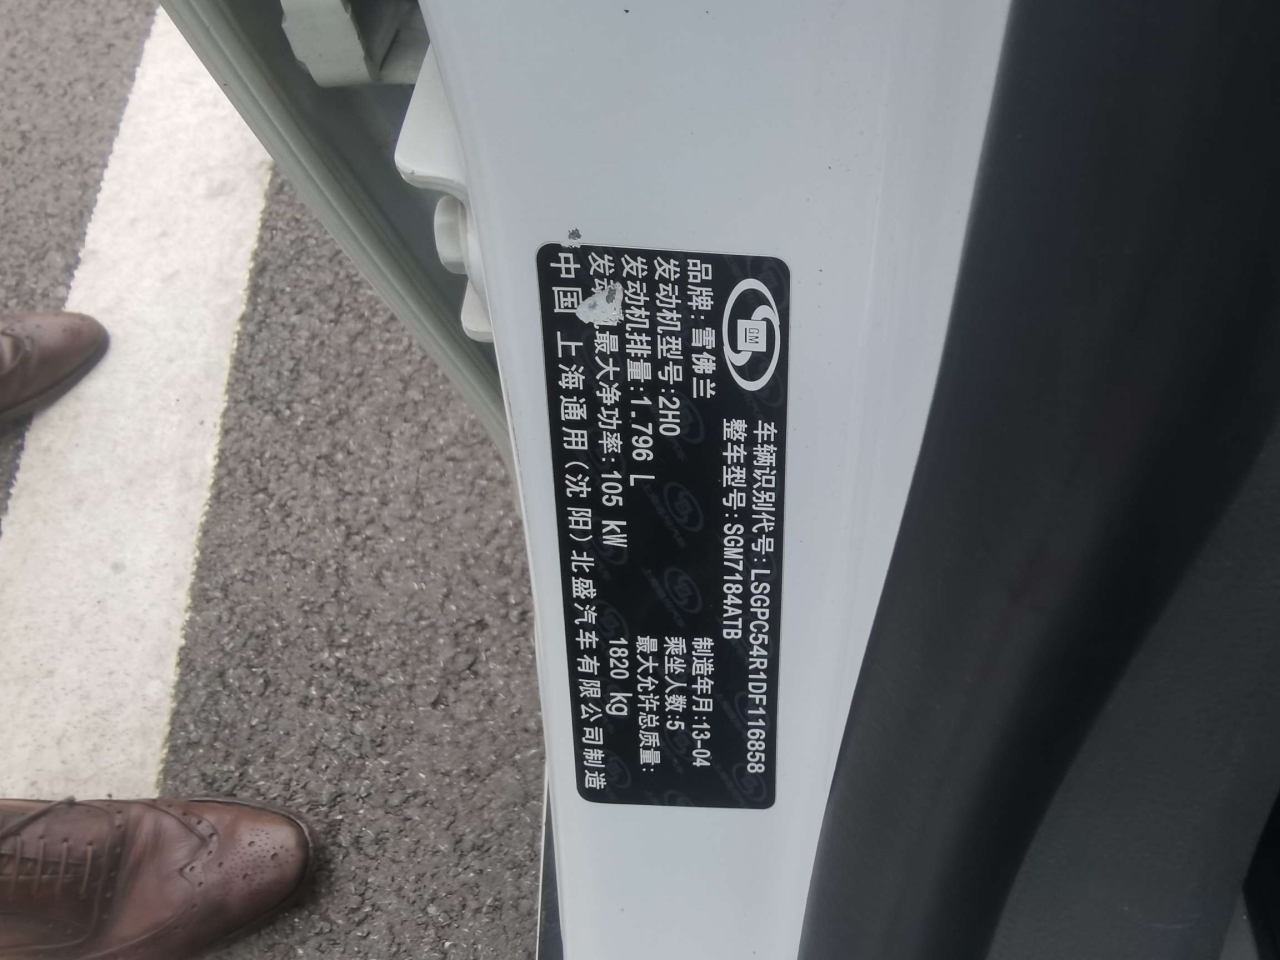 GM
车辆识别代号:LSGPC54R1DF116858
整车型号:SGM7184ATB
品牌:雪佛兰
发动机型号:2H0
发动机排量:1.796 L
发动 最大净功率:105 kW
制造年月:13-04
乘坐人数:5
最大允许总质量:
1820 kg
中国 上海通用(沈阳)北盛汽车有限公司制造